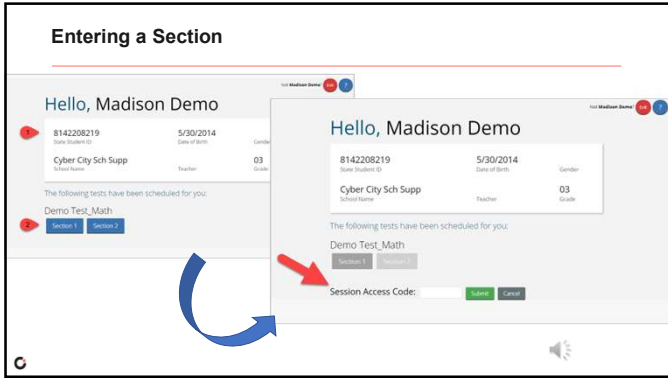 Entering a Section
Not Madison Demo? Exit ?
Hello, Madison Demo
1
8142208219 5/30/2014
State Student ID Date of Birth Gender
Cyber City Sch Supp 03
School Name Teacher Grade
The following tests have been scheduled for you:
Demo Test_Math
2
Section 1 Section 2
Not Madison Demo? Exit ?
Hello, Madison Demo
8142208219 5/30/2014
State Student ID Date of Birth Gender
Cyber City Sch Supp 03
School Name Teacher Grade
The following tests have been scheduled for you:
Demo Test_Math
Section 1 Section 2
Session Access Code: Submit Cancel